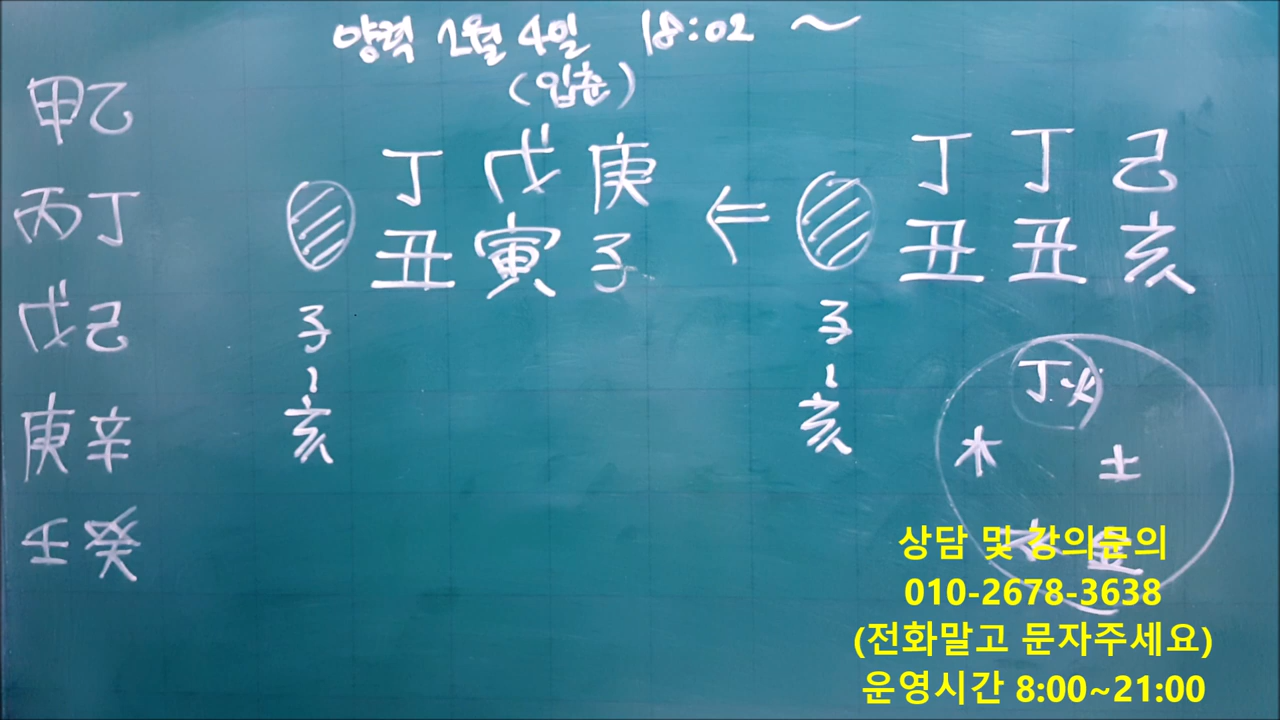 양력 2월 4일 18:02 ~
(입춘)
甲乙
丙丁
戊己
庚辛
壬癸
丁 戊 庚
丑 寅 子
子
~
亥
⇐
丁 丁 己
丑 丑 亥
子
~
亥
丁火
木 土
水 金
상담 및 강의문의
010-2678-3638
(전화말고 문자주세요)
운영시간 8:00~21:00